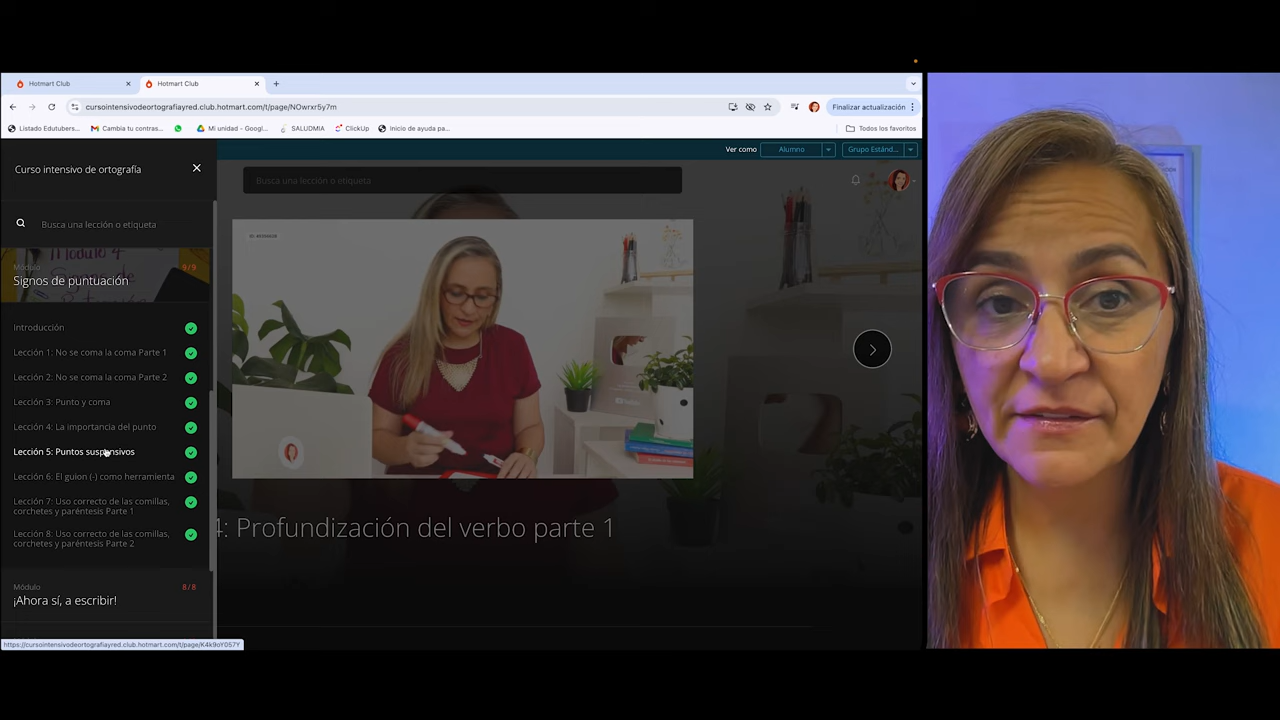 Hotmart Club
Hotmart Club
cursointensivodeortografiayred.club.hotmart.com/t/page/NOwrxr5y7m
Finalizar actualización
Listado Edutubers...
Cambia tu contras...
Mi unidad - Googl...
SALUDMIA
ClickUp
Inicio de ayuda pa...
Todos los favoritos
Ver como
Alumno
Grupo Estánd...
Curso intensivo de ortografía
Busca una lección o etiqueta
Busca una lección o etiqueta
Módulo 4
Módulo
9/9
Signos de puntuación
Introducción
Lección 1: No se coma la coma Parte 1
Lección 2: No se coma la coma Parte 2
Lección 3: Punto y coma
Lección 4: La importancia del punto
Lección 5: Puntos suspensivos
Lección 6: El guion (-) como herramienta
Lección 7: Uso correcto de las comillas,
corchetes y paréntesis Parte 1
Lección 8: Uso correcto de las comillas,
corchetes y paréntesis Parte 2
4: Profundización del verbo parte 1
Módulo
8/8
¡Ahora sí, a escribir!
https://cursointensivodeortografiayred.club.hotmart.com/t/page/K4k9oY057Y